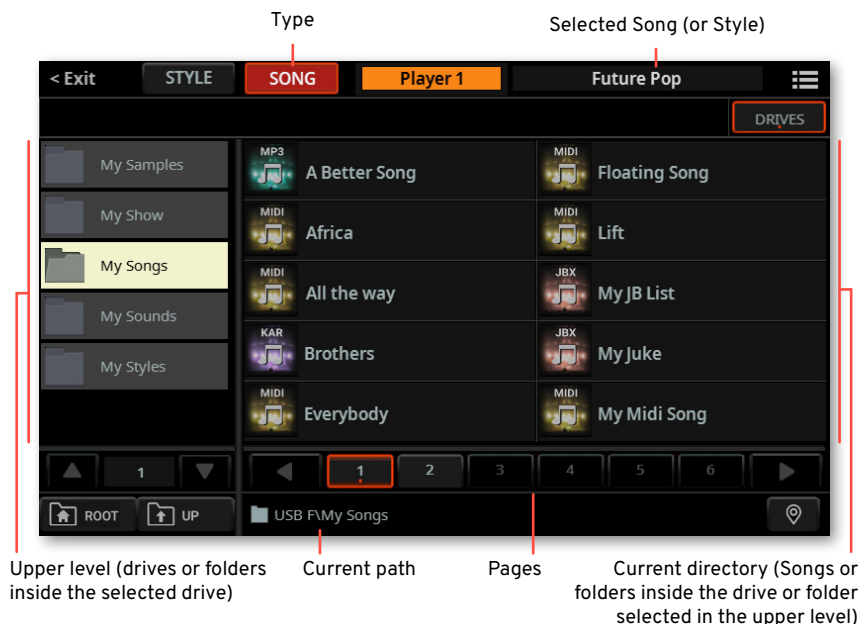 Type
Selected Song (or Style)
< Exit
STYLE
SONG
Player 1
Future Pop
DRIVES
My Samples
My Show
My Songs
My Sounds
My Styles
MP3
A Better Song
MIDI
Africa
MIDI
All the way
KAR
Brothers
MIDI
Everybody
MIDI
Floating Song
MIDI
Lift
JBX
My JB List
JBX
My Juke
MIDI
My Midi Song
1
1
2
3
4
5
6
ROOT
UP
USB F\My Songs
Upper level (drives or folders
inside the selected drive)
Current path
Pages
Current directory (Songs or
folders inside the drive or folder
selected in the upper level)